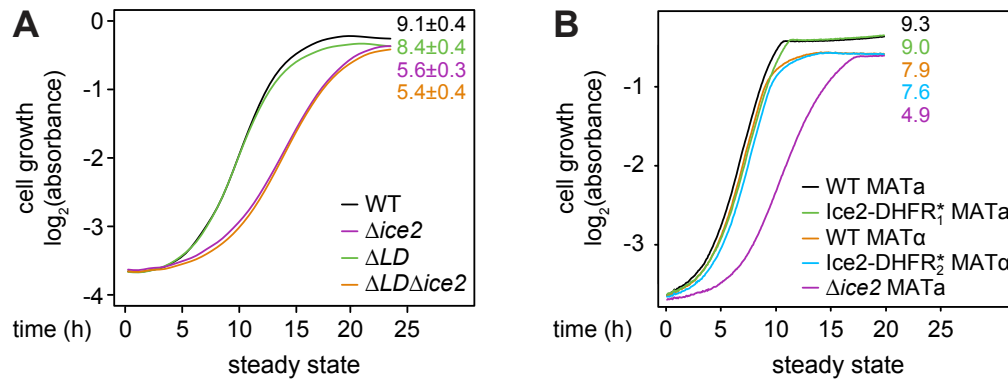 A
cell growth
log2(absorbance)
-1
-2
-3
-4
9.1±0.4
8.4±0.4
5.6±0.3
5.4±0.4
WT
Δice2
ΔLD
ΔLDΔice2
time (h)
0 5 10 15 20 25
steady state
B
cell growth
log2(absorbance)
-1
-2
-3
9.3
9.0
7.9
7.6
4.9
WT MATa
Ice2-DHFR*1 MATa
WT MATα
Ice2-DHFR*2 MATα
Δice2 MATa
time (h)
0 5 10 15 20 25
steady state